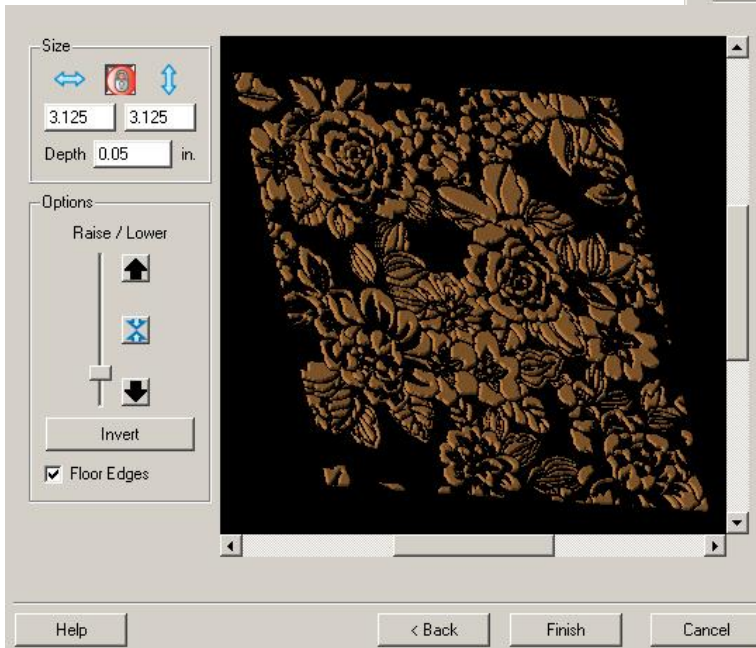 Size
3.125 3.125
Depth 0.05 in.
Options
Raise / Lower
Invert
Floor Edges
Help < Back Finish Cancel